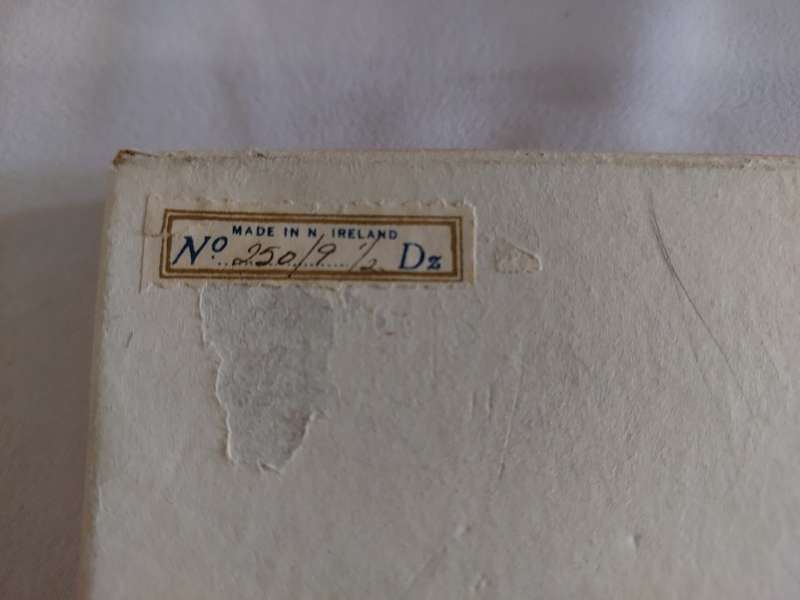 MADE IN N. IRELAND
Nº 250/9 1/2 Dz